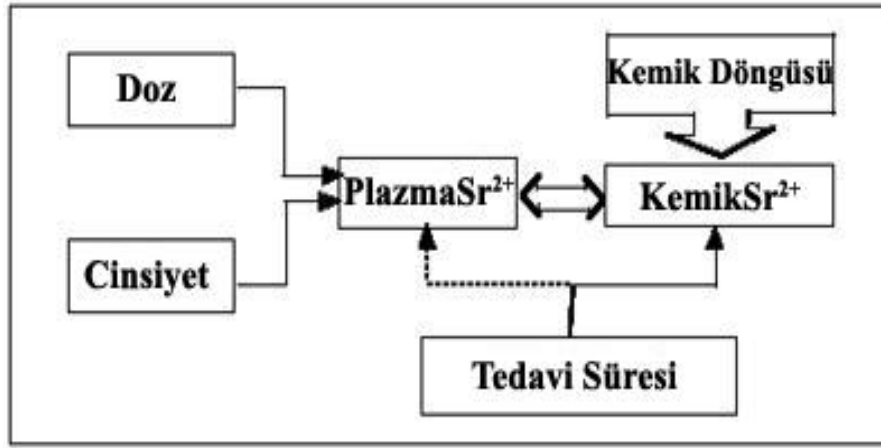 Doz
Kemik Döngüsü
PlazmaSr²⁺
KemikSr²⁺
Cinsiyet
Tedavi Süresi